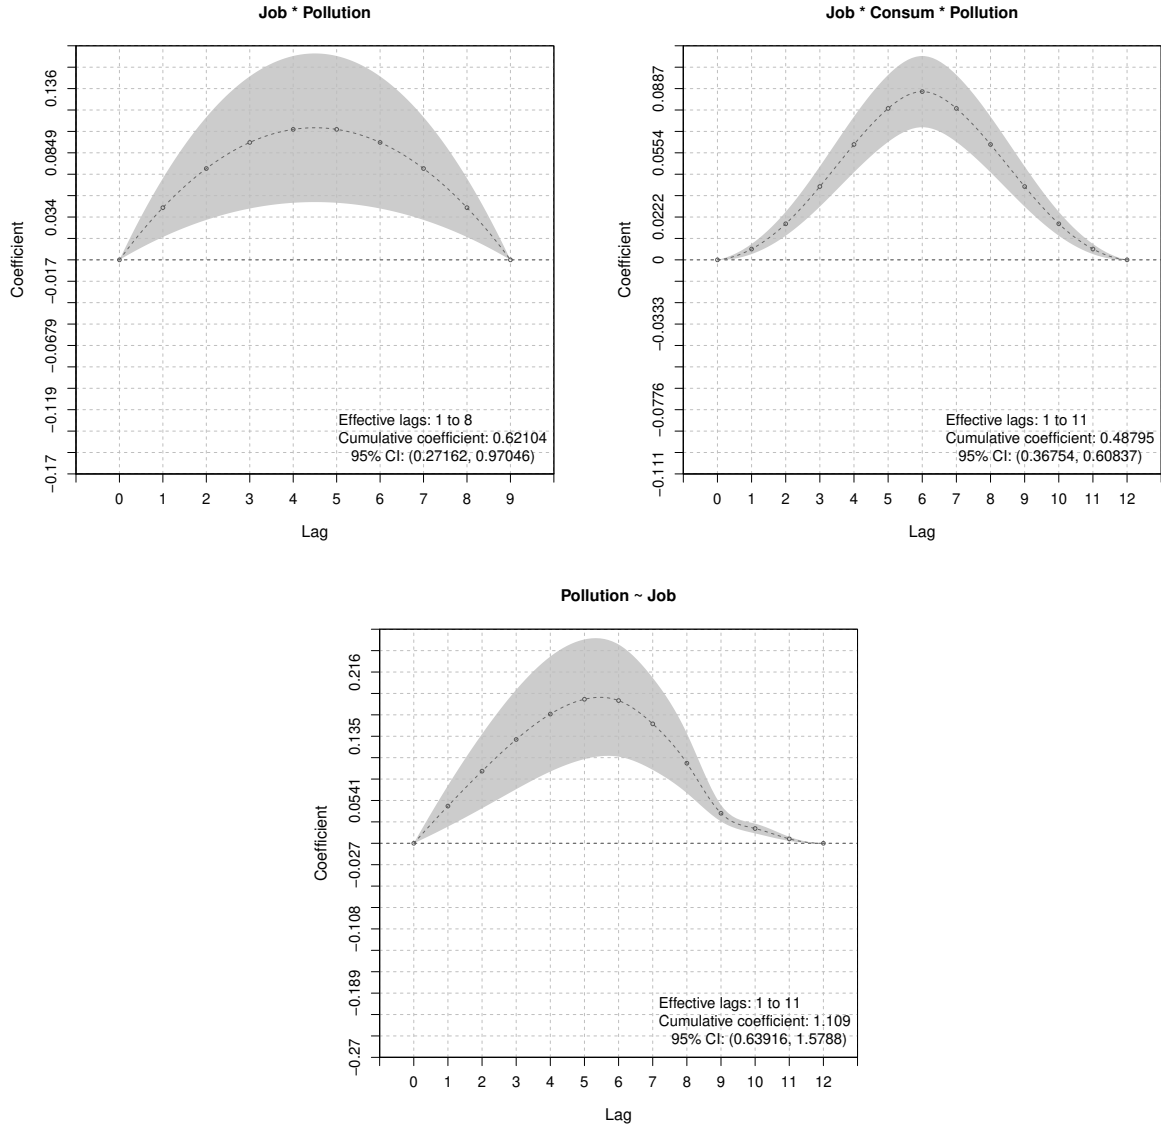 Job * Pollution
Coefficient
0.136
0.0849
0.034
−0.017
−0.0679
−0.119
−0.17
Effective lags: 1 to 8
Cumulative coefficient: 0.62104
95% CI: (0.27162, 0.97046)
0 1 2 3 4 5 6 7 8 9
Lag
Job * Consum * Pollution
Coefficient
0.0887
0.0554
0.0222
0
−0.0333
−0.0776
−0.111
Effective lags: 1 to 11
Cumulative coefficient: 0.48795
95% CI: (0.36754, 0.60837)
0 1 2 3 4 5 6 7 8 9 10 11 12
Lag
Pollution ~ Job
Coefficient
0.216
0.135
0.0541
−0.027
−0.108
−0.189
−0.27
Effective lags: 1 to 11
Cumulative coefficient: 1.109
95% CI: (0.63916, 1.5788)
0 1 2 3 4 5 6 7 8 9 10 11 12
Lag